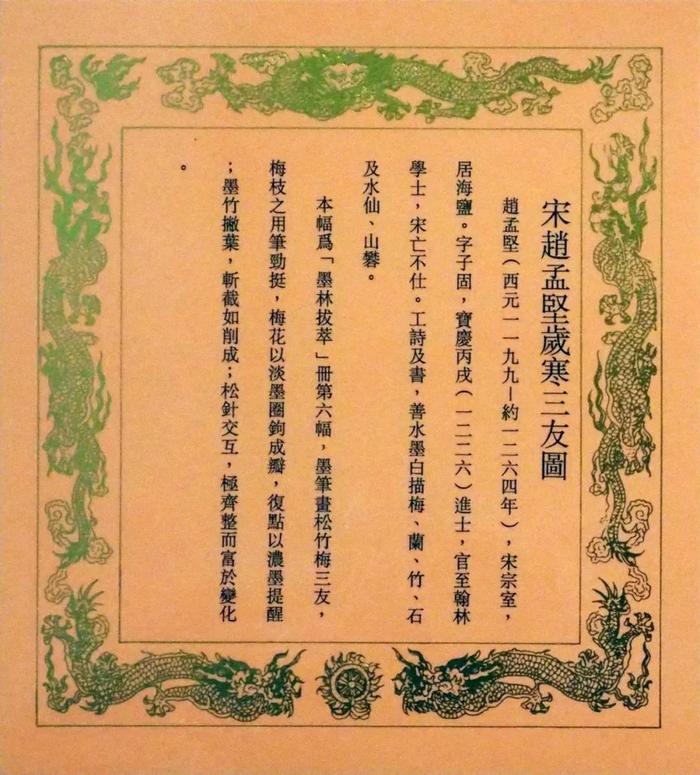 宋趙孟堅歲寒三友圖
趙孟堅（西元一一九九—約一二六四年），宋宗室，
居海鹽。字子固，寶慶丙戌（一二二六）進士，官至翰林
學士，宋亡不仕。工詩及書，善水墨白描梅、蘭、竹、石
及水仙、山礬。
本幅爲「墨林拔萃」冊第六幅，墨筆畫松竹梅三友，
梅枝之用筆勁挺，梅花以淡墨圈鉤成瓣，復點以濃墨提醒
；墨竹撇葉，斬截如削成；松針交互，極齊整而富於變化
。